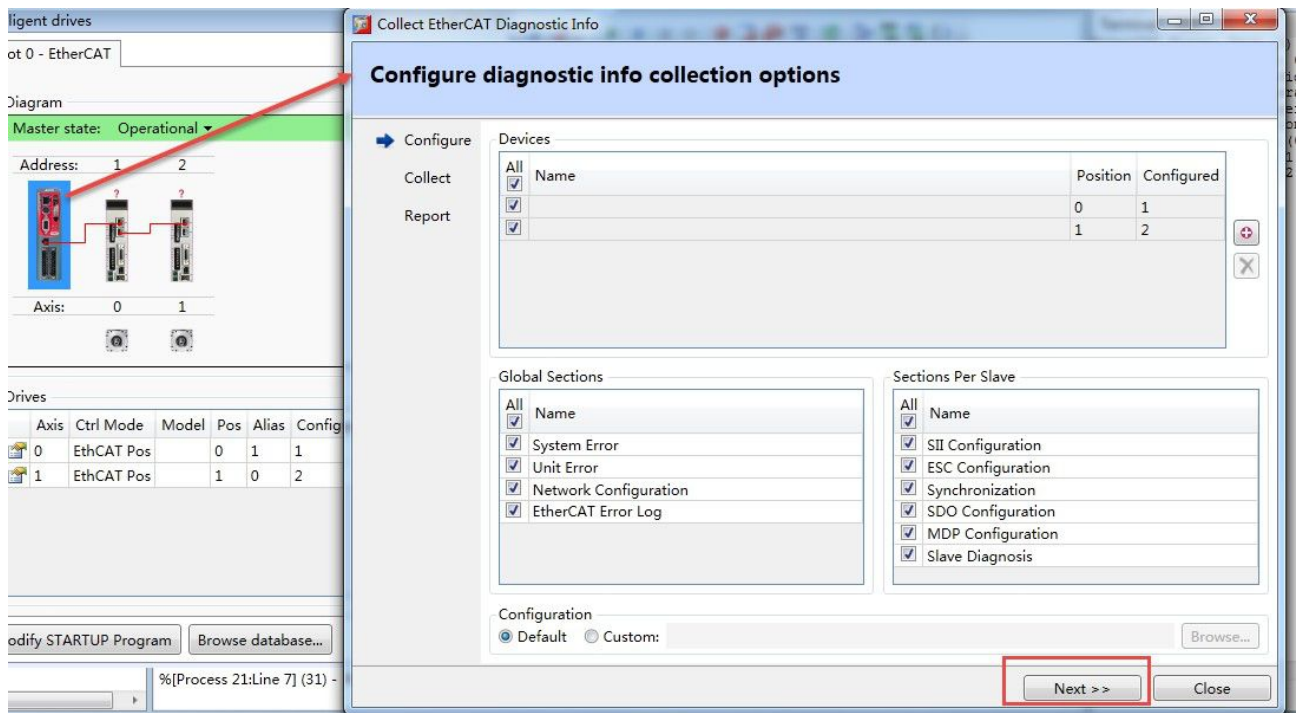 ligent drives
ot 0 - EtherCAT
Diagram
Master state: Operational
Address: 1 2
? ?
Axis: 0 1
Drives
Axis Ctrl Mode Model Pos Alias Config
0 EthCAT Pos 0 1 1
1 EthCAT Pos 1 0 2
odify STARTUP Program Browse database...
%[Process 21:Line 7] (31) -
Collect EtherCAT Diagnostic Info
Configure diagnostic info collection options
Configure
Collect
Report
Devices
All Name Position Configured
0 1
1 2
Global Sections
All Name
System Error
Unit Error
Network Configuration
EtherCAT Error Log
Sections Per Slave
All Name
SII Configuration
ESC Configuration
Synchronization
SDO Configuration
MDP Configuration
Slave Diagnosis
Configuration
Default Custom: Browse...
Next >> Close